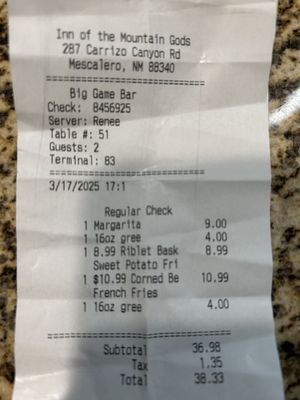 Inn of the Mountain Gods
287 Carrizo Canyon Rd
Mescalero, NM 88340
==============================
Big Game Bar
Check: 8456925
Server: Renee
Table #: 51
Guests: 2
Terminal: 83
==============================
3/17/2025 17:1
Regular Check
1 Margarita 9.00
1 16oz gree 4.00
1 8.99 Riblet Bask 8.99
Sweet Potato Fri
1 $10.99 Corned Be 10.99
French Fries
1 16oz gree 4.00
==============================
Subtotal 36.98
Tax 1.35
Total 38.33